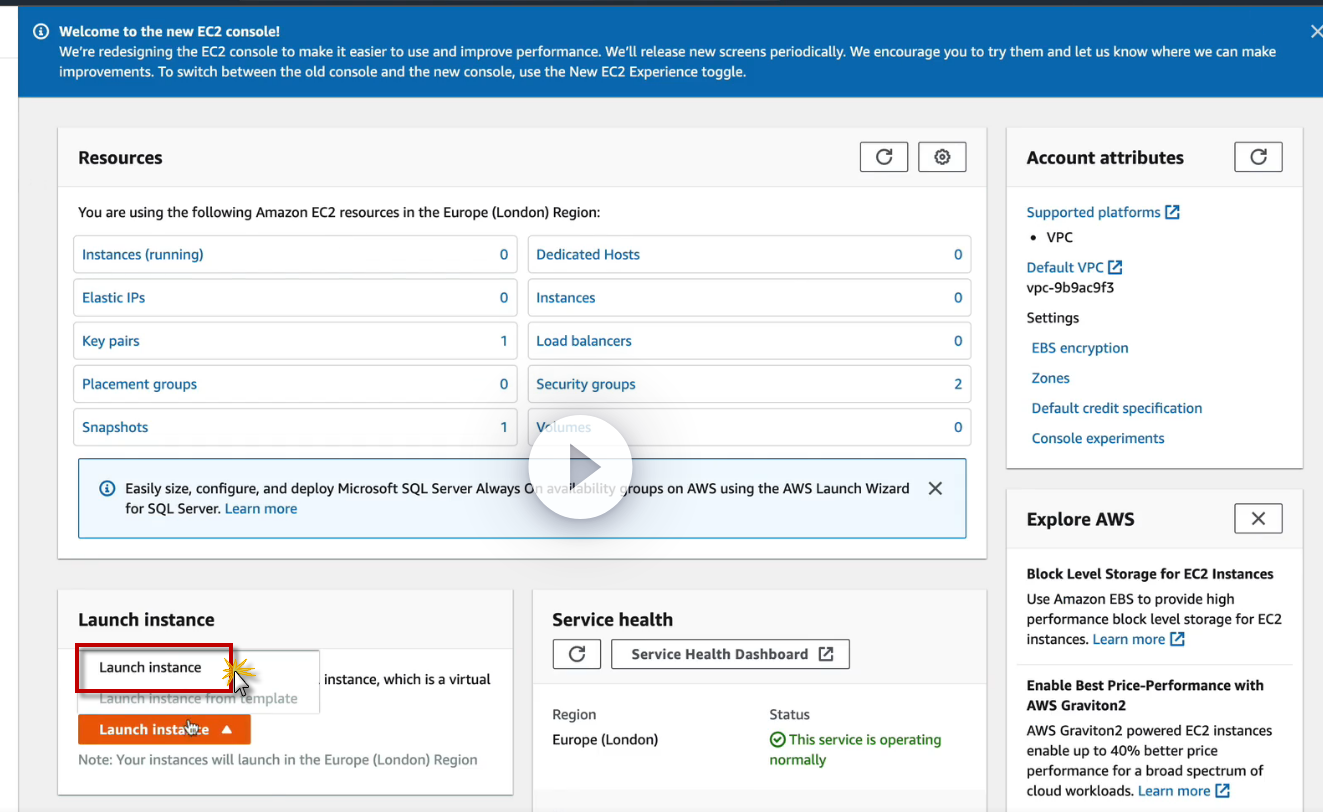 Welcome to the new EC2 console!
We're redesigning the EC2 console to make it easier to use and improve performance. We'll release new screens periodically. We encourage you to try them and let us know where we can make
improvements. To switch between the old console and the new console, use the New EC2 Experience toggle.
Resources
You are using the following Amazon EC2 resources in the Europe (London) Region:
Instances (running) 0
Dedicated Hosts 0
Elastic IPs 0
Instances 0
Key pairs 1
Load balancers 0
Placement groups 0
Security groups 2
Snapshots 1
Volumes 0
Easily size, configure, and deploy Microsoft SQL Server Always On availability groups on AWS using the AWS Launch Wizard
for SQL Server. Learn more
Launch instance
Launch instance
instance, which is a virtual
Launch instance from template
Launch instance
Note: Your instances will launch in the Europe (London) Region
Service health
Service Health Dashboard
Region
Status
Europe (London)
This service is operating
normally
Account attributes
Supported platforms
• VPC
Default VPC
vpc-9b9ac9f3
Settings
EBS encryption
Zones
Default credit specification
Console experiments
Explore AWS
Block Level Storage for EC2 Instances
Use Amazon EBS to provide high
performance block level storage for EC2
instances. Learn more
Enable Best Price-Performance with
AWS Graviton2
AWS Graviton2 powered EC2 instances
enable up to 40% better price
performance for a broad spectrum of
cloud workloads. Learn more